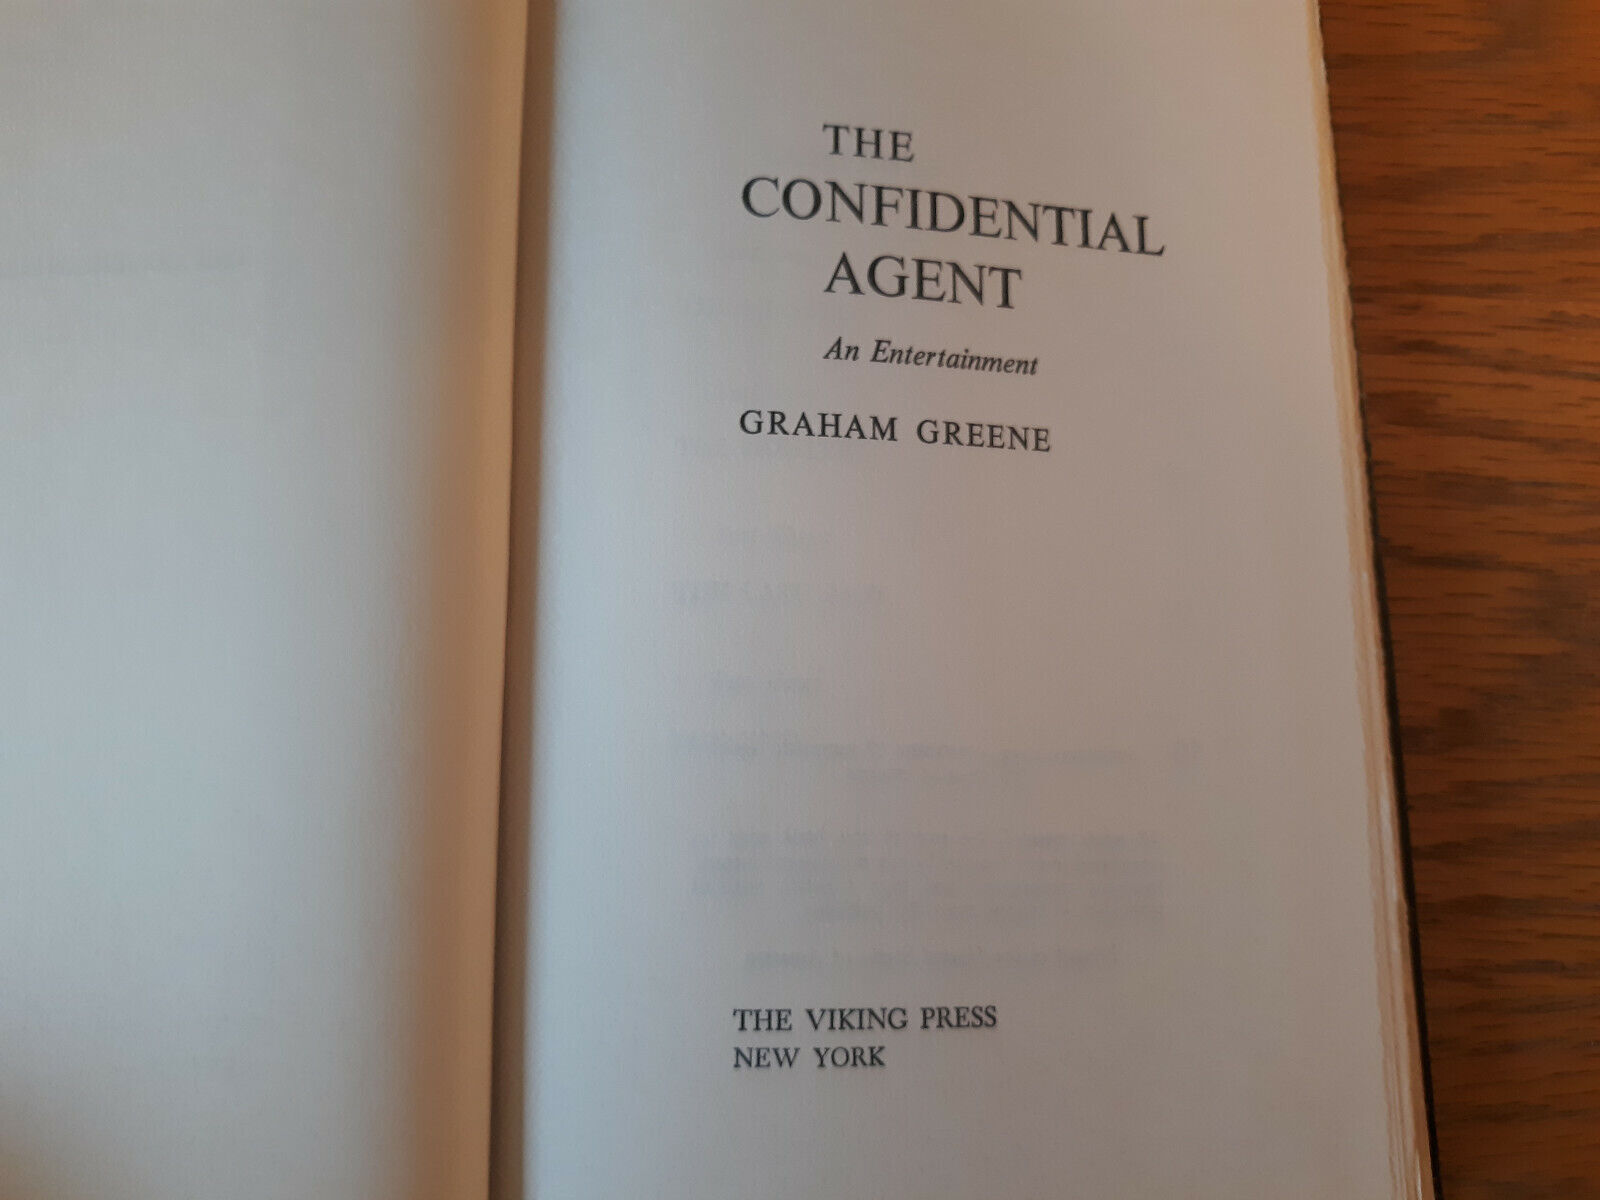 THE
CONFIDENTIAL
AGENT
An Entertainment
GRAHAM GREENE
THE VIKING PRESS
NEW YORK